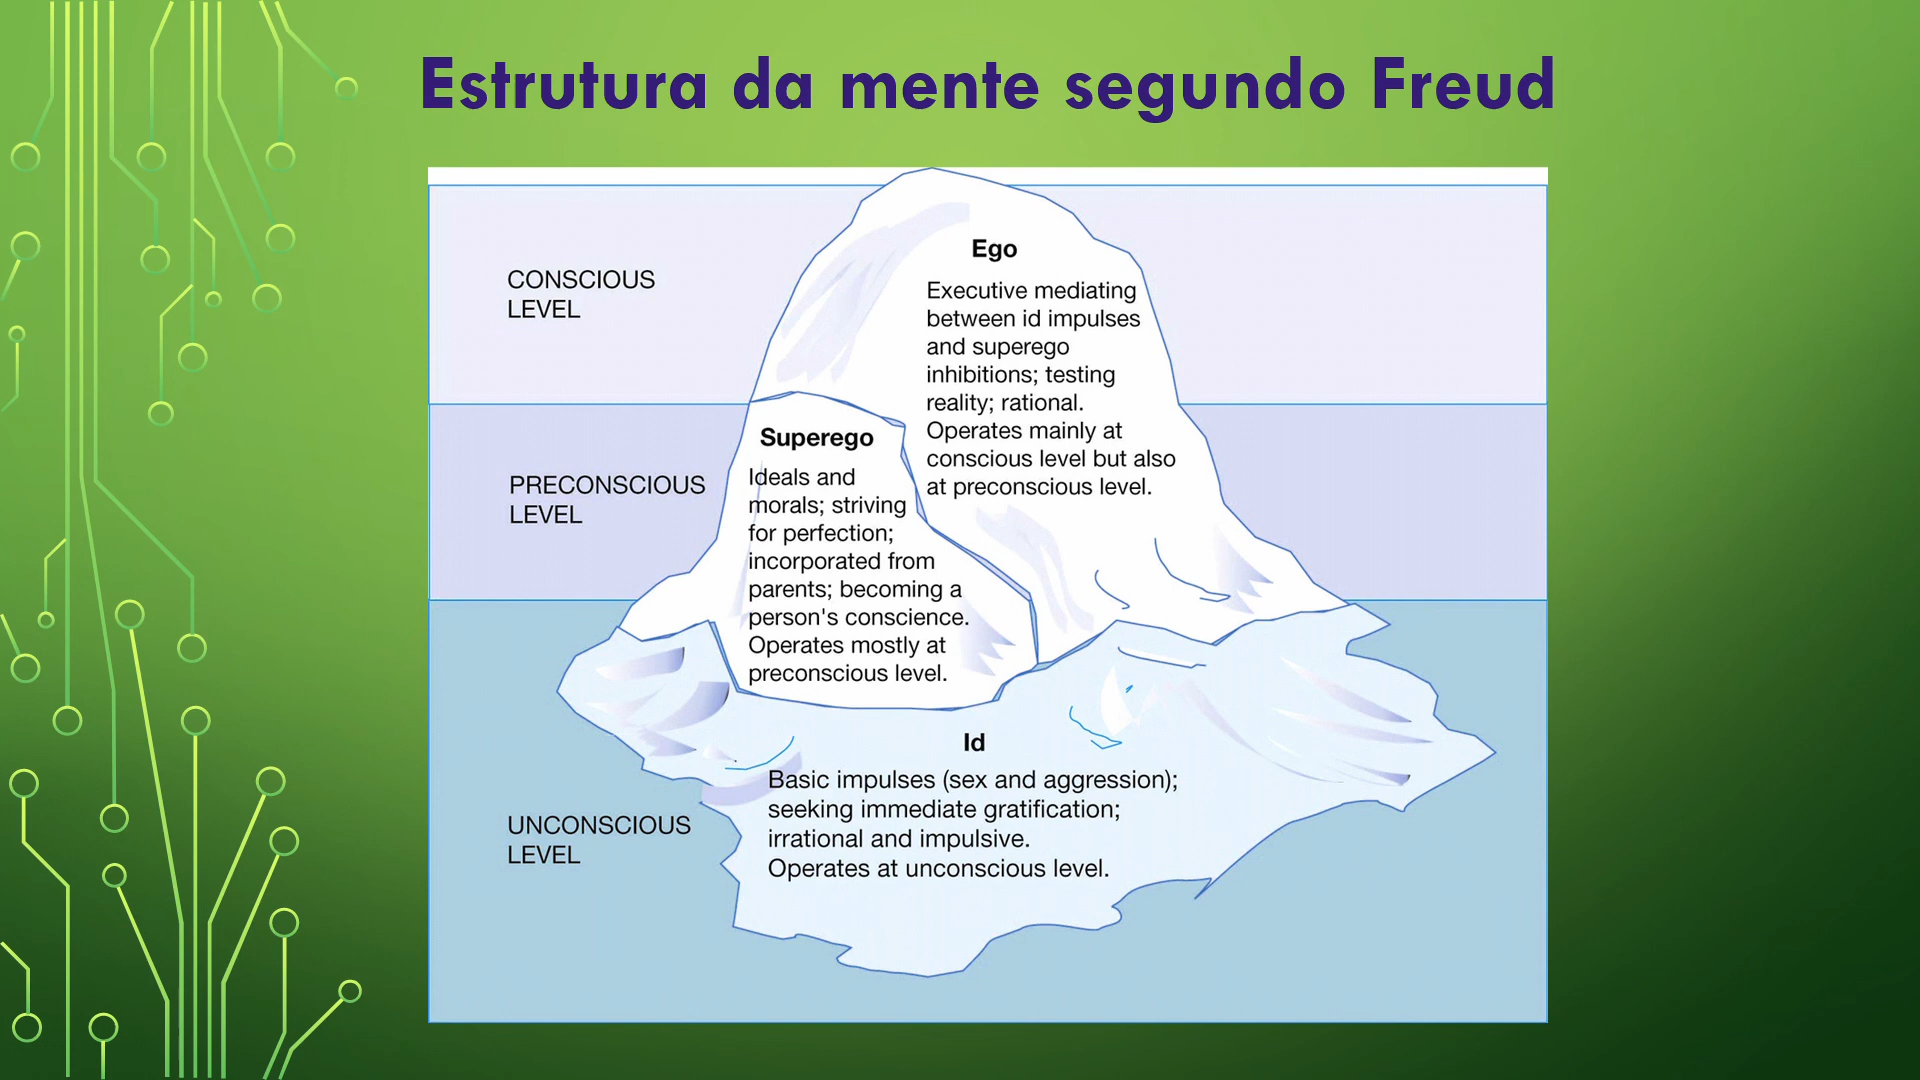 Estrutura da mente segundo Freud
CONSCIOUS
LEVEL
Ego
Executive mediating
between id impulses
and superego
inhibitions; testing
reality; rational.
Operates mainly at
conscious level but also
at preconscious level.
PRECONSCIOUS
LEVEL
Superego
Ideals and
morals; striving
for perfection;
incorporated from
parents; becoming a
person's conscience.
Operates mostly at
preconscious level.
UNCONSCIOUS
LEVEL
Id
Basic impulses (sex and aggression);
seeking immediate gratification;
irrational and impulsive.
Operates at unconscious level.